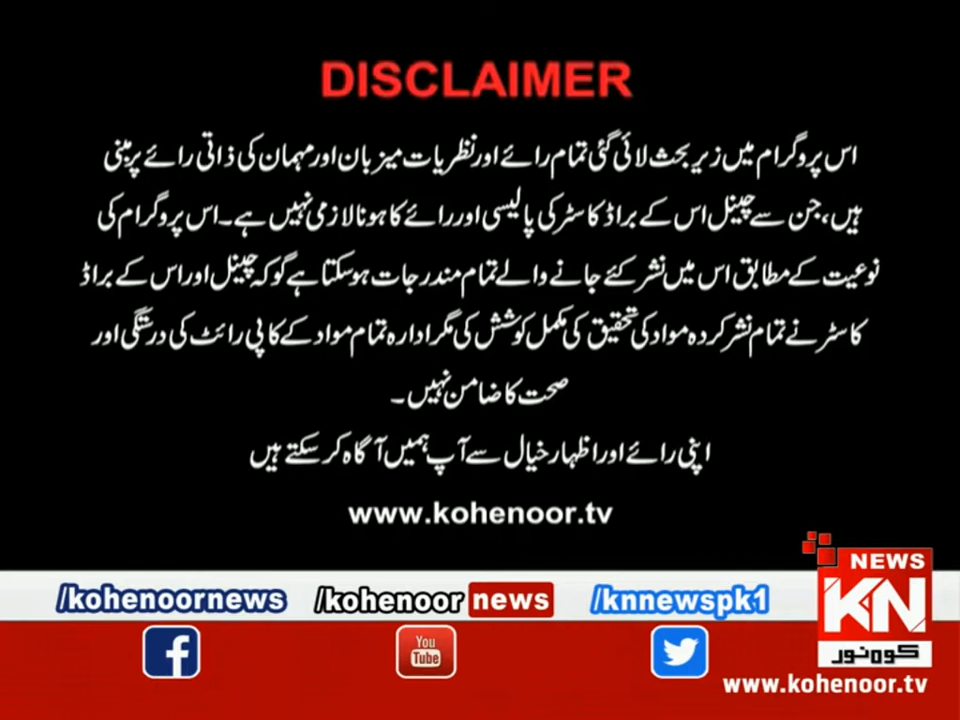 DISCLAIMER
اس پروگرام میں زیر بحث لائی گئی تمام رائے اور نظریات میزبان اور مہمان کی ذاتی رائے پر مبنی
ہیں، جن سے چینل اس کے براڈ کاسٹر کی پالیسی اور رائے کا ہونا لازمی نہیں ہے۔ اس پروگرام کی
نوعیت کے مطابق اس میں نشر کئے جانے والے تمام مندرجات ہو سکتا ہے گو کہ چینل اور اس کے براڈ
کاسٹر نے تمام نشر کردہ مواد کی تحقیق کی مکمل کوشش کی مگر ادارہ تمام مواد کے کاپی رائٹ کی درستگی اور
صحت کا ضامن نہیں۔
اپنی رائے اور اظہار خیال سے آپ ہمیں آگاہ کر سکتے ہیں
www.kohenoor.tv
/kohenoornews /kohenoor news /knnewspk1
NEWS
KN
کوہ نور
You
Tube
www.kohenoor.tv